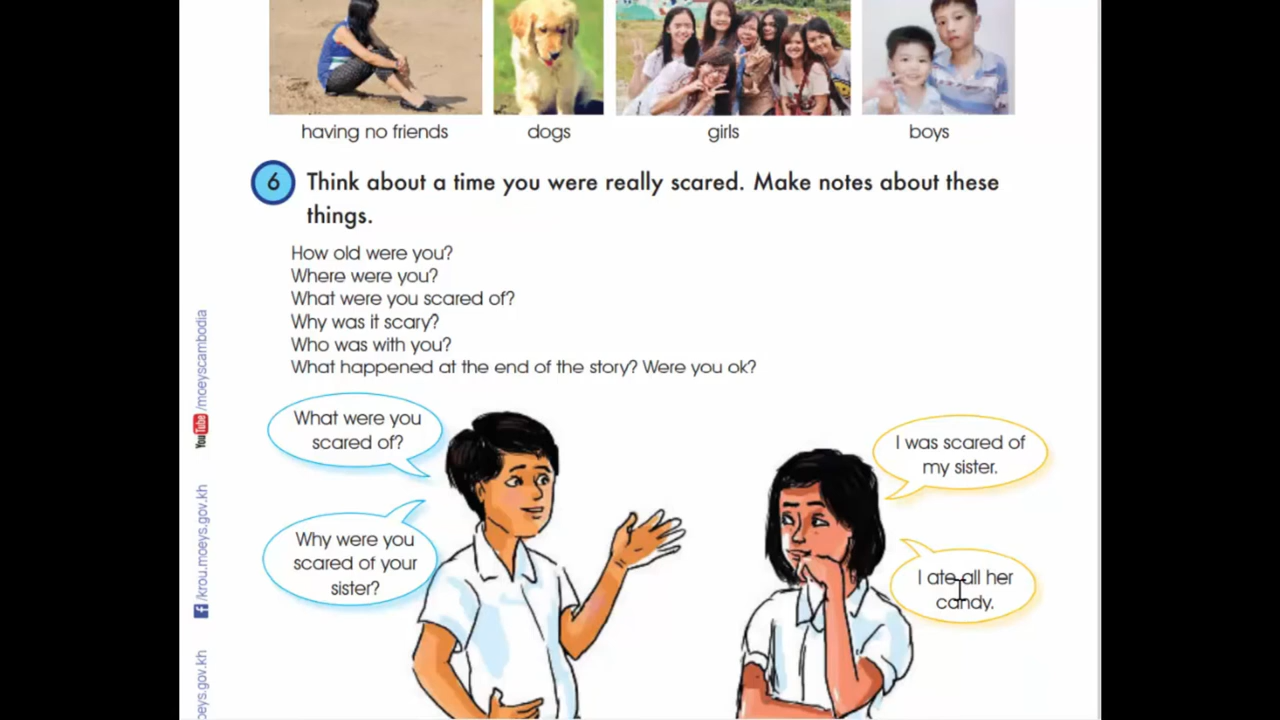 having no friends
dogs
girls
boys
6 Think about a time you were really scared. Make notes about these
things.
How old were you?
Where were you?
What were you scared of?
Why was it scary?
Who was with you?
What happened at the end of the story? Were you ok?
What were you
scared of?
I was scared of
my sister.
Why were you
scared of your
sister?
I ate all her
candy.
YouTube /moeyscambodia
f /krou.moeys.gov.kh
oeys.gov.kh